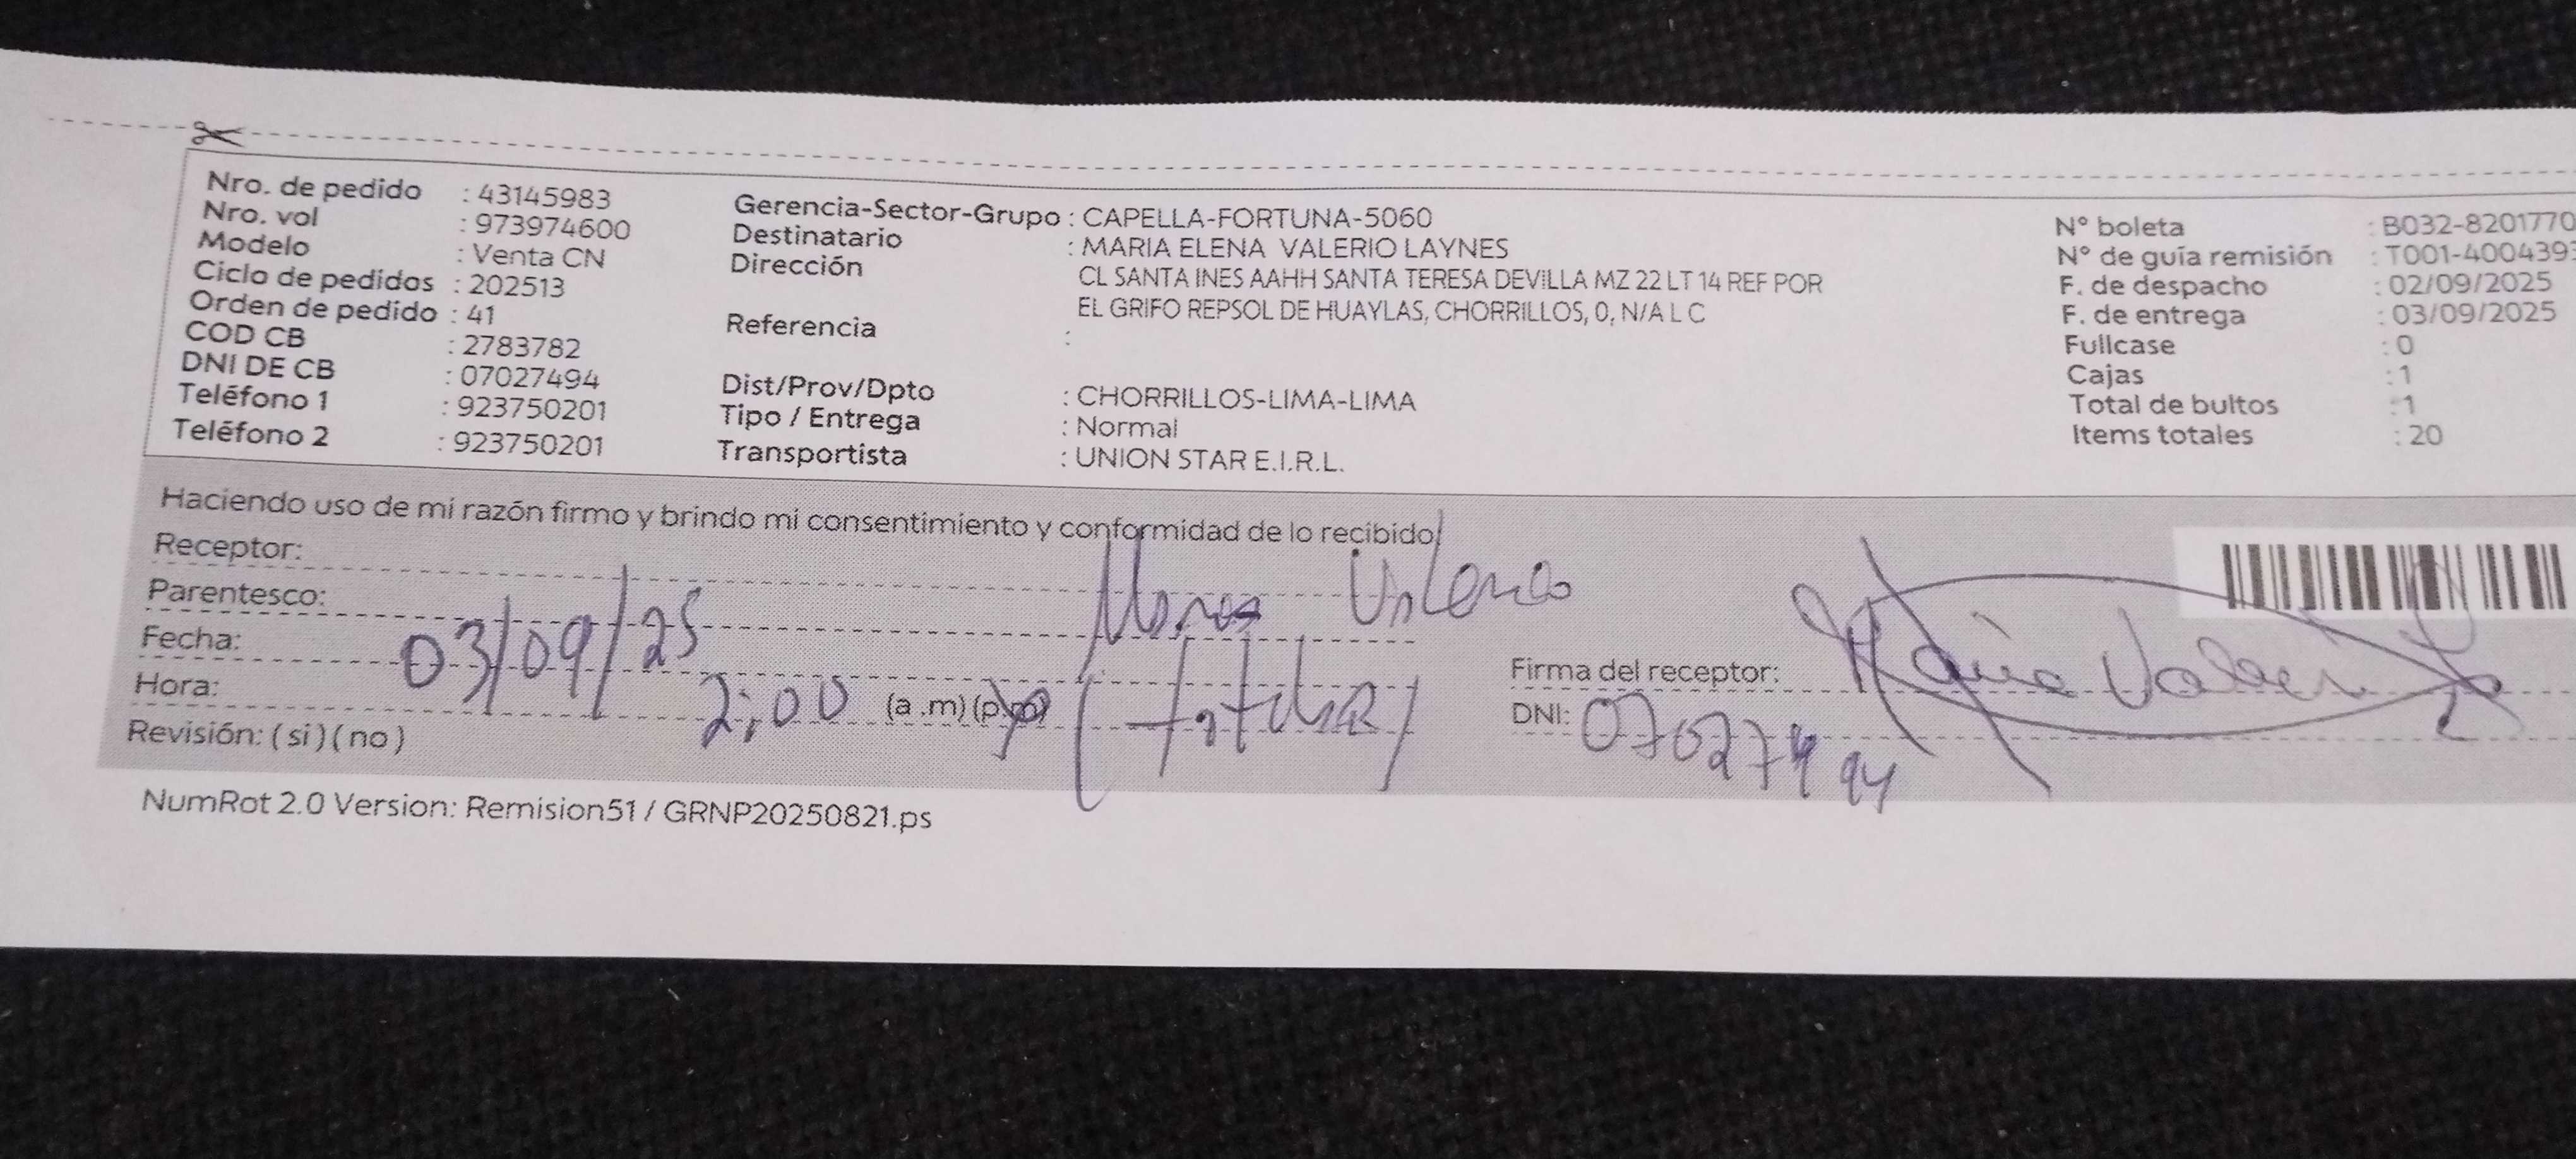 Nro. de pedido : 43145983
Nro. vol : 973974600
Modelo : Venta CN
Ciclo de pedidos : 202513
Orden de pedido : 41
COD CB : 2783782
DNI DE CB : 07027494
Teléfono 1 : 923750201
Teléfono 2 : 923750201
Gerencia-Sector-Grupo : CAPELLA-FORTUNA-5060
Destinatario : MARIA ELENA VALERIO LAYNES
Dirección CL SANTA INES AAHH SANTA TERESA DEVILLA MZ 22 LT 14 REF POR
EL GRIFO REPSOL DE HUAYLAS, CHORRILLOS, 0, N/A L C
Referencia :
Dist/Prov/Dpto : CHORRILLOS-LIMA-LIMA
Tipo / Entrega : Normal
Transportista : UNION STAR E.I.R.L.
N° boleta : B032-8201770
N° de guía remisión : T001-400439
F. de despacho : 02/09/2025
F. de entrega : 03/09/2025
Fullcase : 0
Cajas : 1
Total de bultos : 1
Items totales : 20
Haciendo uso de mi razón firmo y brindo mi consentimiento y conformidad de lo recibido
Receptor:
Parentesco: Valerio
Fecha: 03/09/25
Hora: 2:00 (a .m) (p.m) (titular)
Revisión: ( si ) ( no )
Firma del receptor: Maria Valerio
DNI: 07027494
NumRot 2.0 Version: Remision51 / GRNP20250821.ps